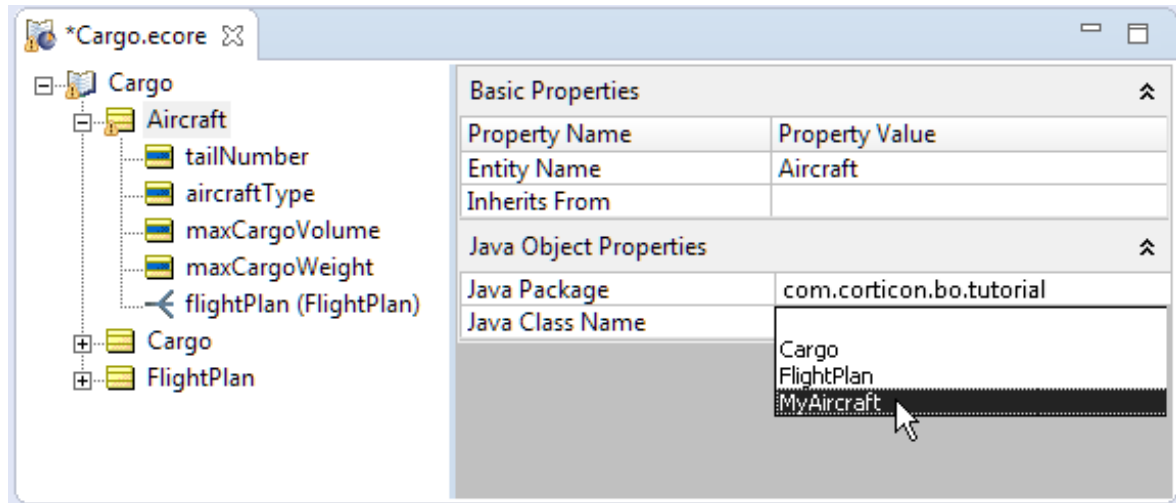 *Cargo.ecore
Cargo
Aircraft
tailNumber
aircraftType
maxCargoVolume
maxCargoWeight
flightPlan (FlightPlan)
Cargo
FlightPlan
Basic Properties
Property Name Property Value
Entity Name Aircraft
Inherits From
Java Object Properties
Java Package com.corticon.bo.tutorial
Java Class Name
Cargo
FlightPlan
MyAircraft